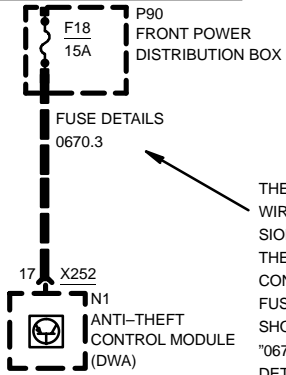 P90
F18
FRONT POWER
15A
DISTRIBUTION BOX
FUSE DETAILS
0670.3
THE
WIR
SION
THE
CON
FUS
SHO
"067
DET
17
X252
N1
ANTI–THEFT
CONTROL MODULE
(DWA)